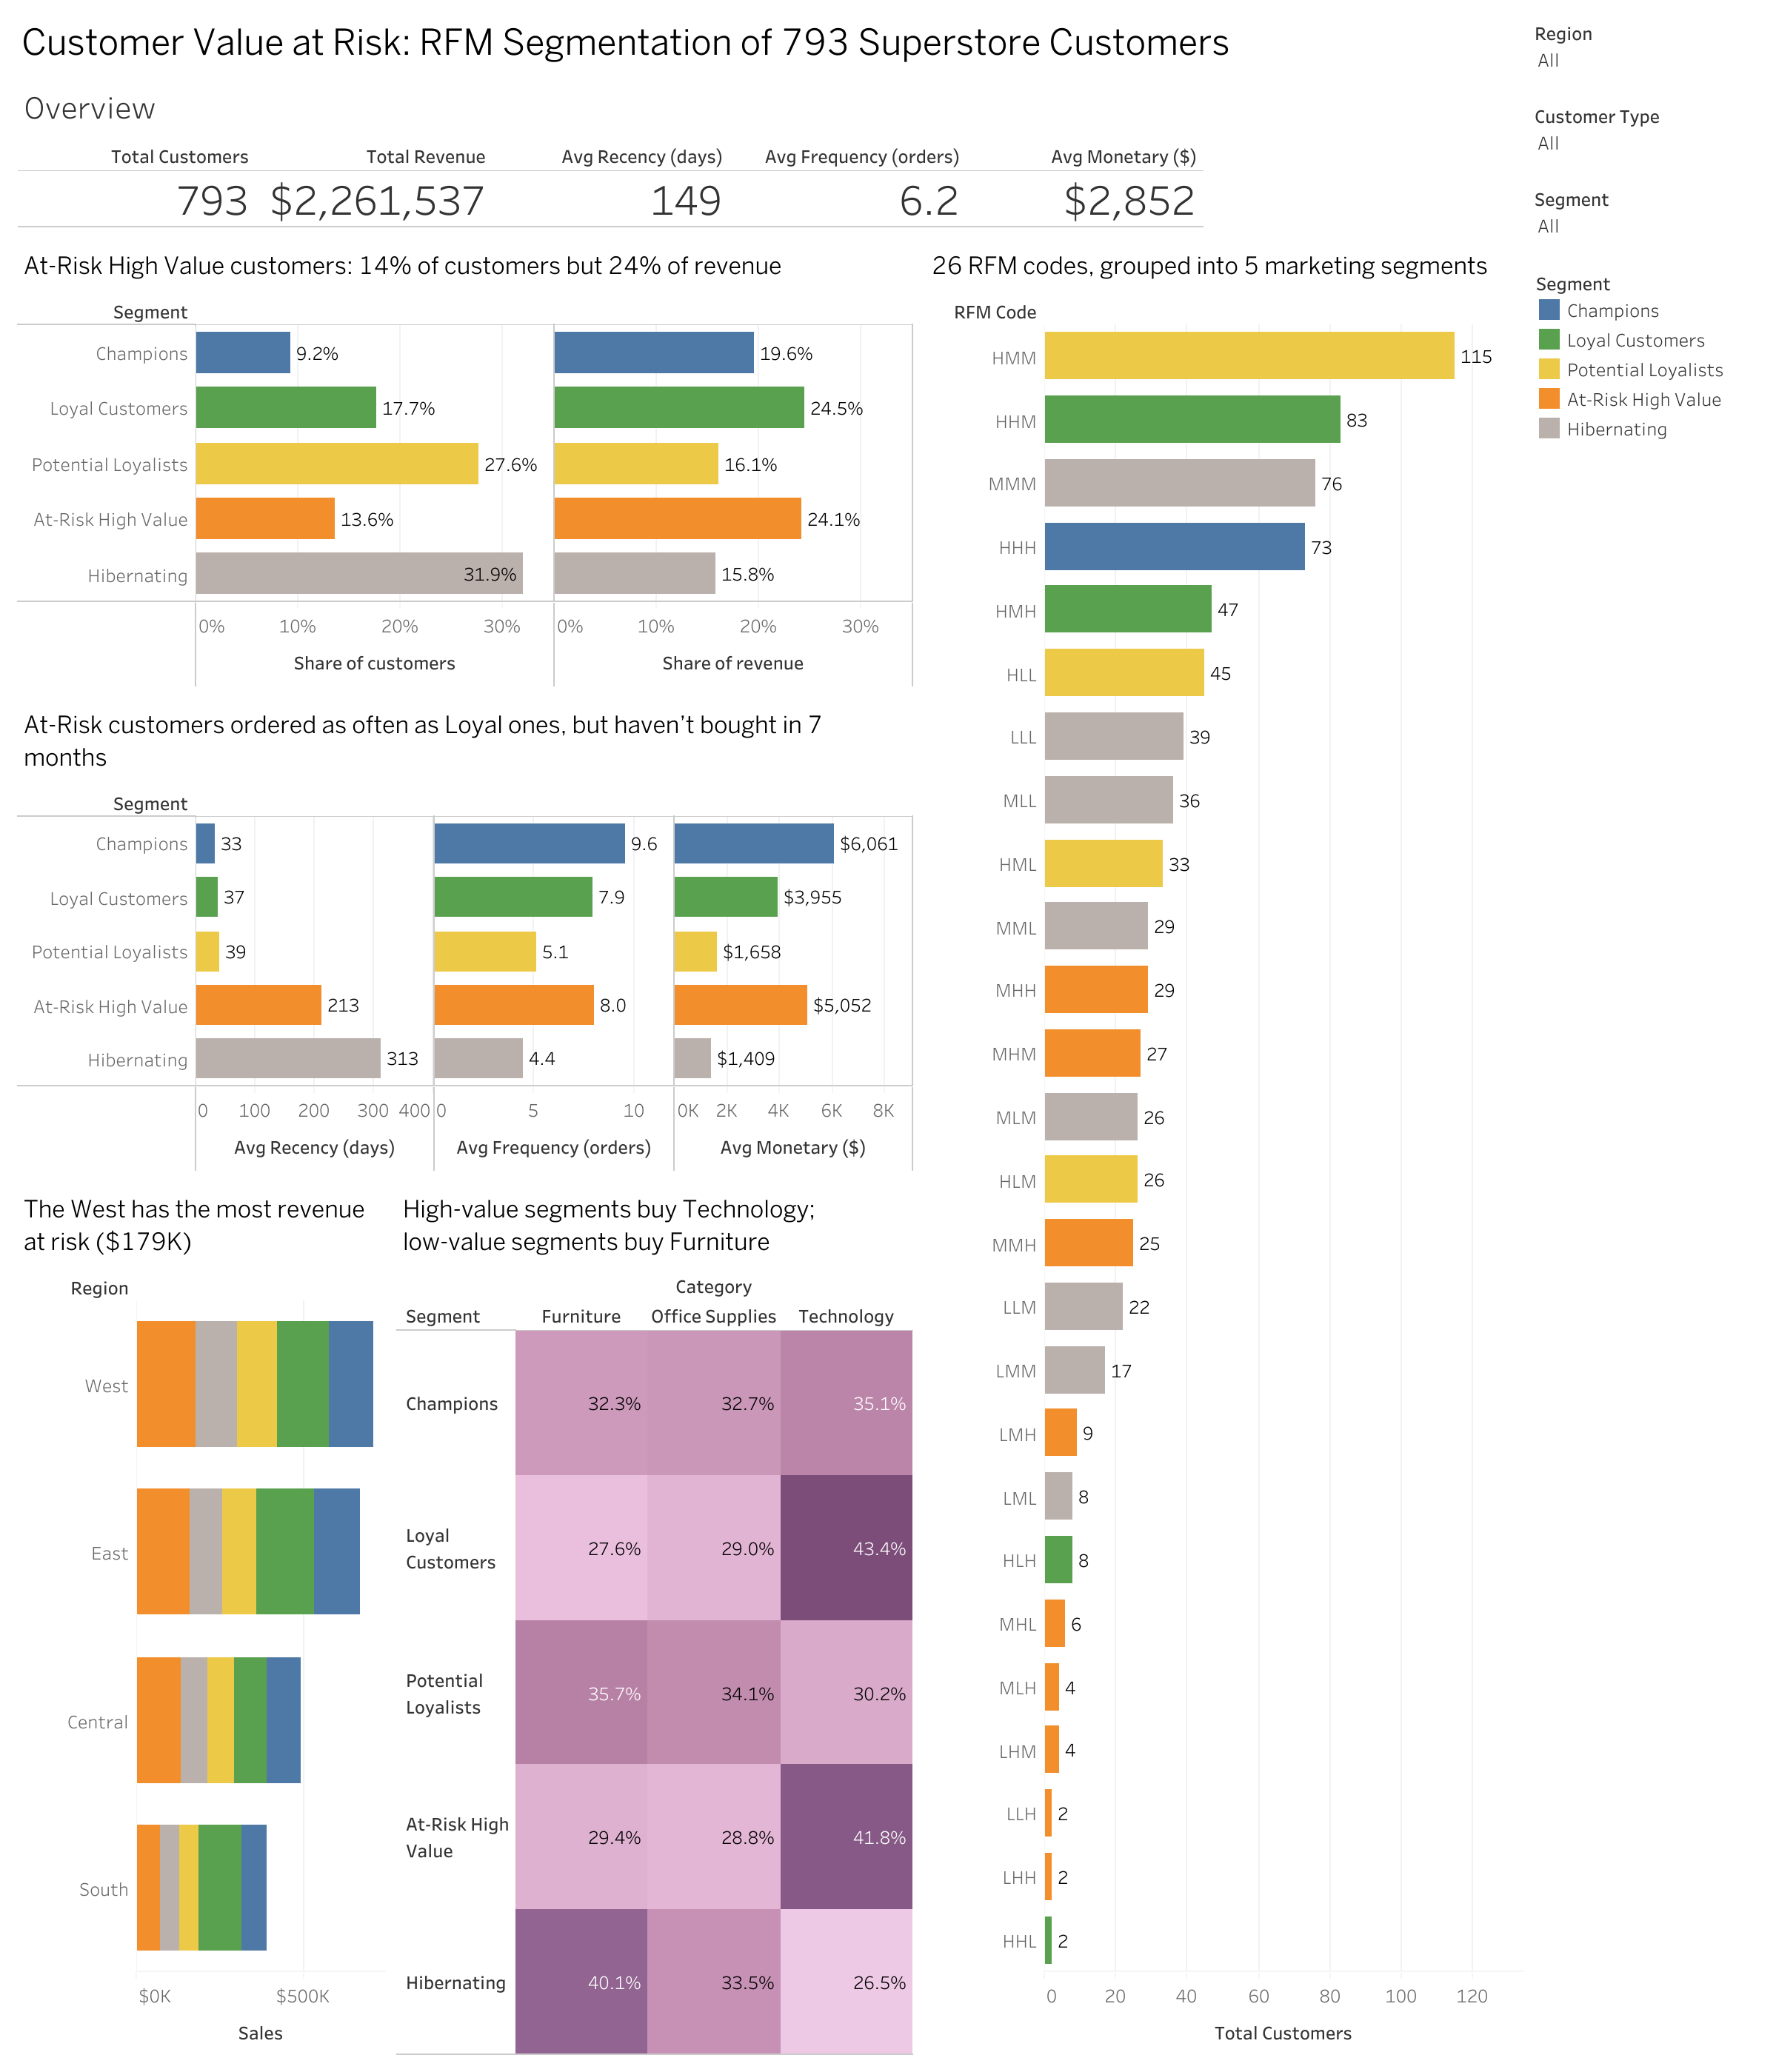 Customer Value at Risk: RFM Segmentation of 793 Superstore Customers
Overview
Total Customers Total Revenue Avg Recency (days) Avg Frequency (orders) Avg Monetary ($)
793 $2,261,537 149 6.2 $2,852
At-Risk High Value customers: 14% of customers but 24% of revenue
Segment
Champions 9.2% 19.6%
Loyal Customers 17.7% 24.5%
Potential Loyalists 27.6% 16.1%
At-Risk High Value 13.6% 24.1%
Hibernating 31.9% 15.8%
0% 10% 20% 30% 0% 10% 20% 30%
Share of customers Share of revenue
At-Risk customers ordered as often as Loyal ones, but haven't bought in 7
months
Segment
Champions 33 9.6 $6,061
Loyal Customers 37 7.9 $3,955
Potential Loyalists 39 5.1 $1,658
At-Risk High Value 213 8.0 $5,052
Hibernating 313 4.4 $1,409
0 100 200 300 400 0 5 10 0K 2K 4K 6K 8K
Avg Recency (days) Avg Frequency (orders) Avg Monetary ($)
The West has the most revenue
at risk ($179K)
Region
West
East
Central
South
$0K $500K
Sales
High-value segments buy Technology;
low-value segments buy Furniture
Category
Segment Furniture Office Supplies Technology
Champions 32.3% 32.7% 35.1%
Loyal
Customers 27.6% 29.0% 43.4%
Potential
Loyalists 35.7% 34.1% 30.2%
At-Risk High
Value 29.4% 28.8% 41.8%
Hibernating 40.1% 33.5% 26.5%
26 RFM codes, grouped into 5 marketing segments
RFM Code
HMM 115
HHM 83
MMM 76
HHH 73
HMH 47
HLL 45
LLL 39
MLL 36
HML 33
MML 29
MHH 29
MHM 27
MLM 26
HLM 26
MMH 25
LLM 22
LMM 17
LMH 9
LML 8
HLH 8
MHL 6
MLH 4
LHM 4
LLH 2
LHH 2
HHL 2
0 20 40 60 80 100 120
Total Customers
Region
All
Customer Type
All
Segment
All
Segment
Champions
Loyal Customers
Potential Loyalists
At-Risk High Value
Hibernating